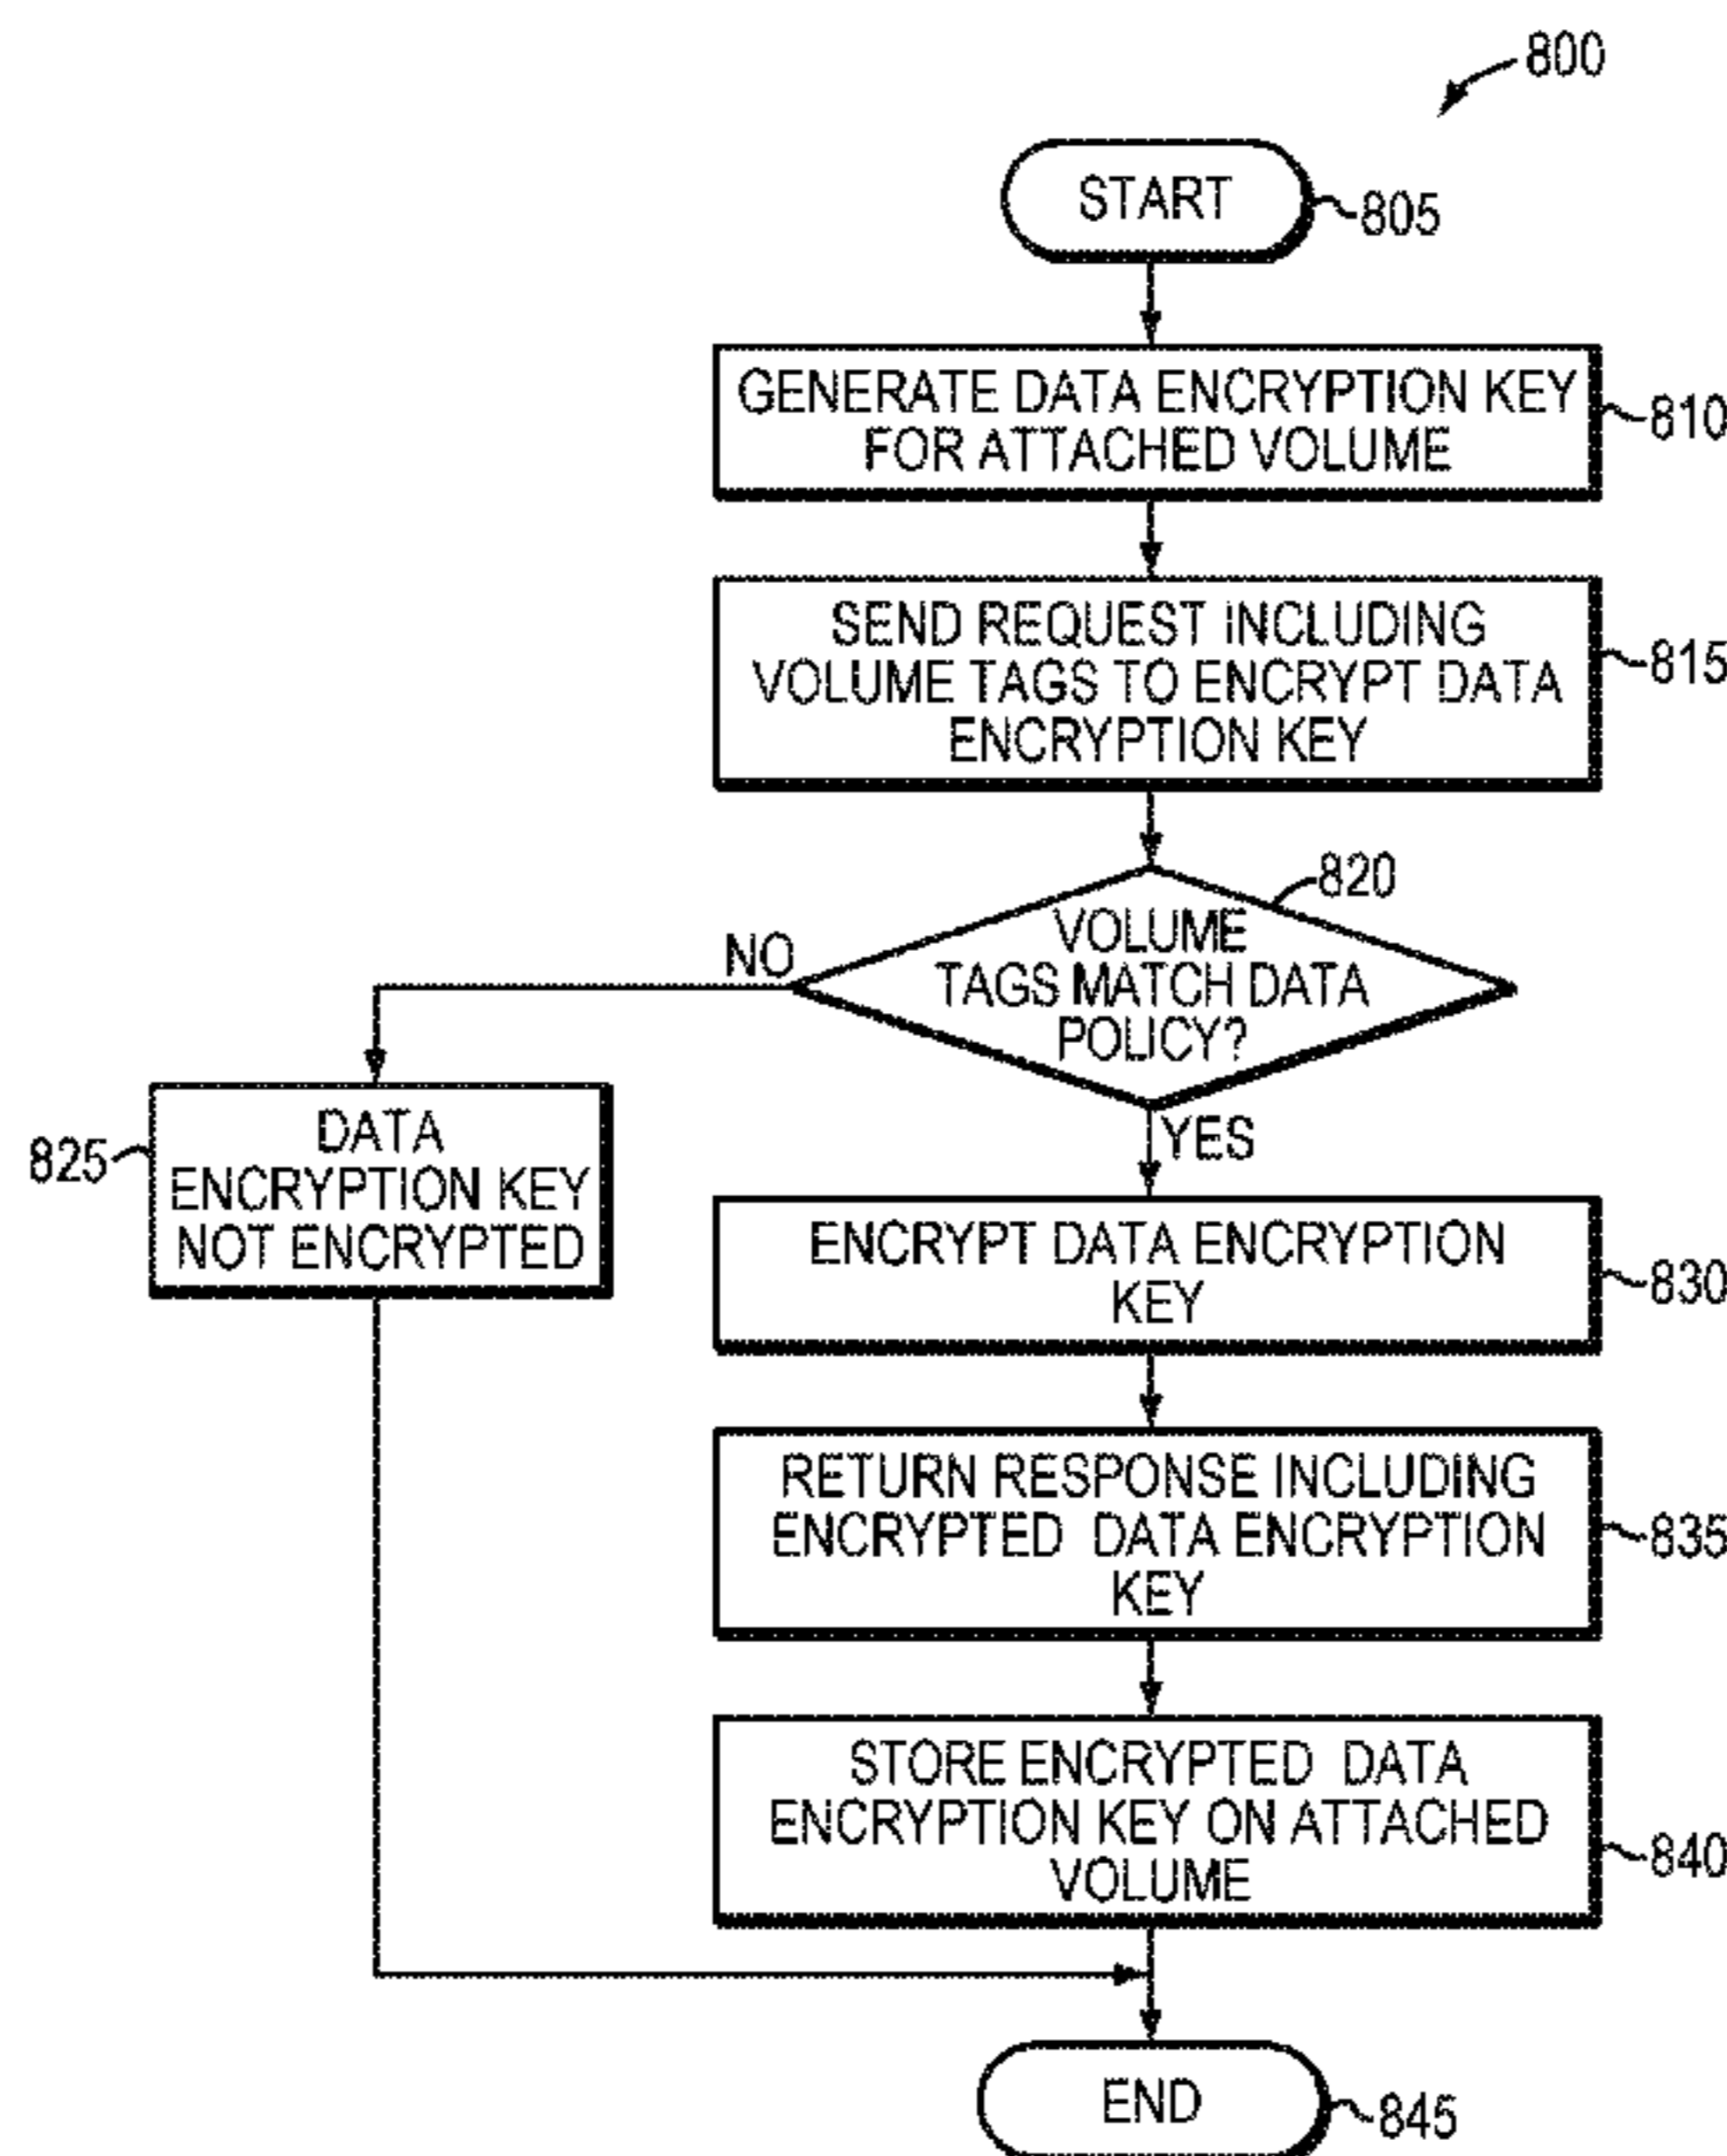 800
START
805
GENERATE DATA ENCRYPTION KEY
FOR ATTACHED VOLUME
810
SEND REQUEST INCLUDING
VOLUME TAGS TO ENCRYPT DATA
ENCRYPTION KEY
815
820
VOLUME
TAGS MATCH DATA
POLICY?
NO
YES
825
DATA
ENCRYPTION KEY
NOT ENCRYPTED
ENCRYPT DATA ENCRYPTION
KEY
830
RETURN RESPONSE INCLUDING
ENCRYPTED DATA ENCRYPTION
KEY
835
STORE ENCRYPTED DATA
ENCRYPTION KEY ON ATTACHED
VOLUME
840
END
845